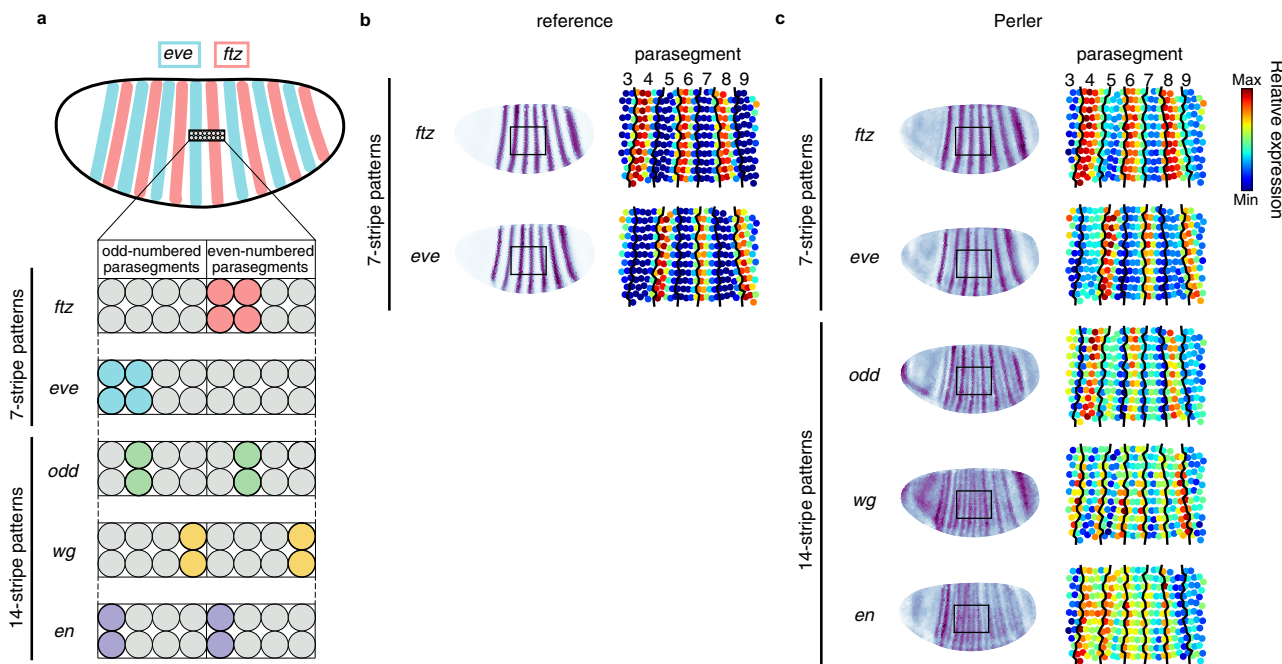 a
eve
ftz
odd-numbered
parasegments
even-numbered
parasegments
7-stripe patterns
ftz
eve
14-stripe patterns
odd
wg
en
b
reference
parasegment
3 4 5 6 7 8 9
7-stripe patterns
ftz
eve
c
Perler
parasegment
3 4 5 6 7 8 9
7-stripe patterns
ftz
eve
14-stripe patterns
odd
wg
en
Max
Min
Relative expression